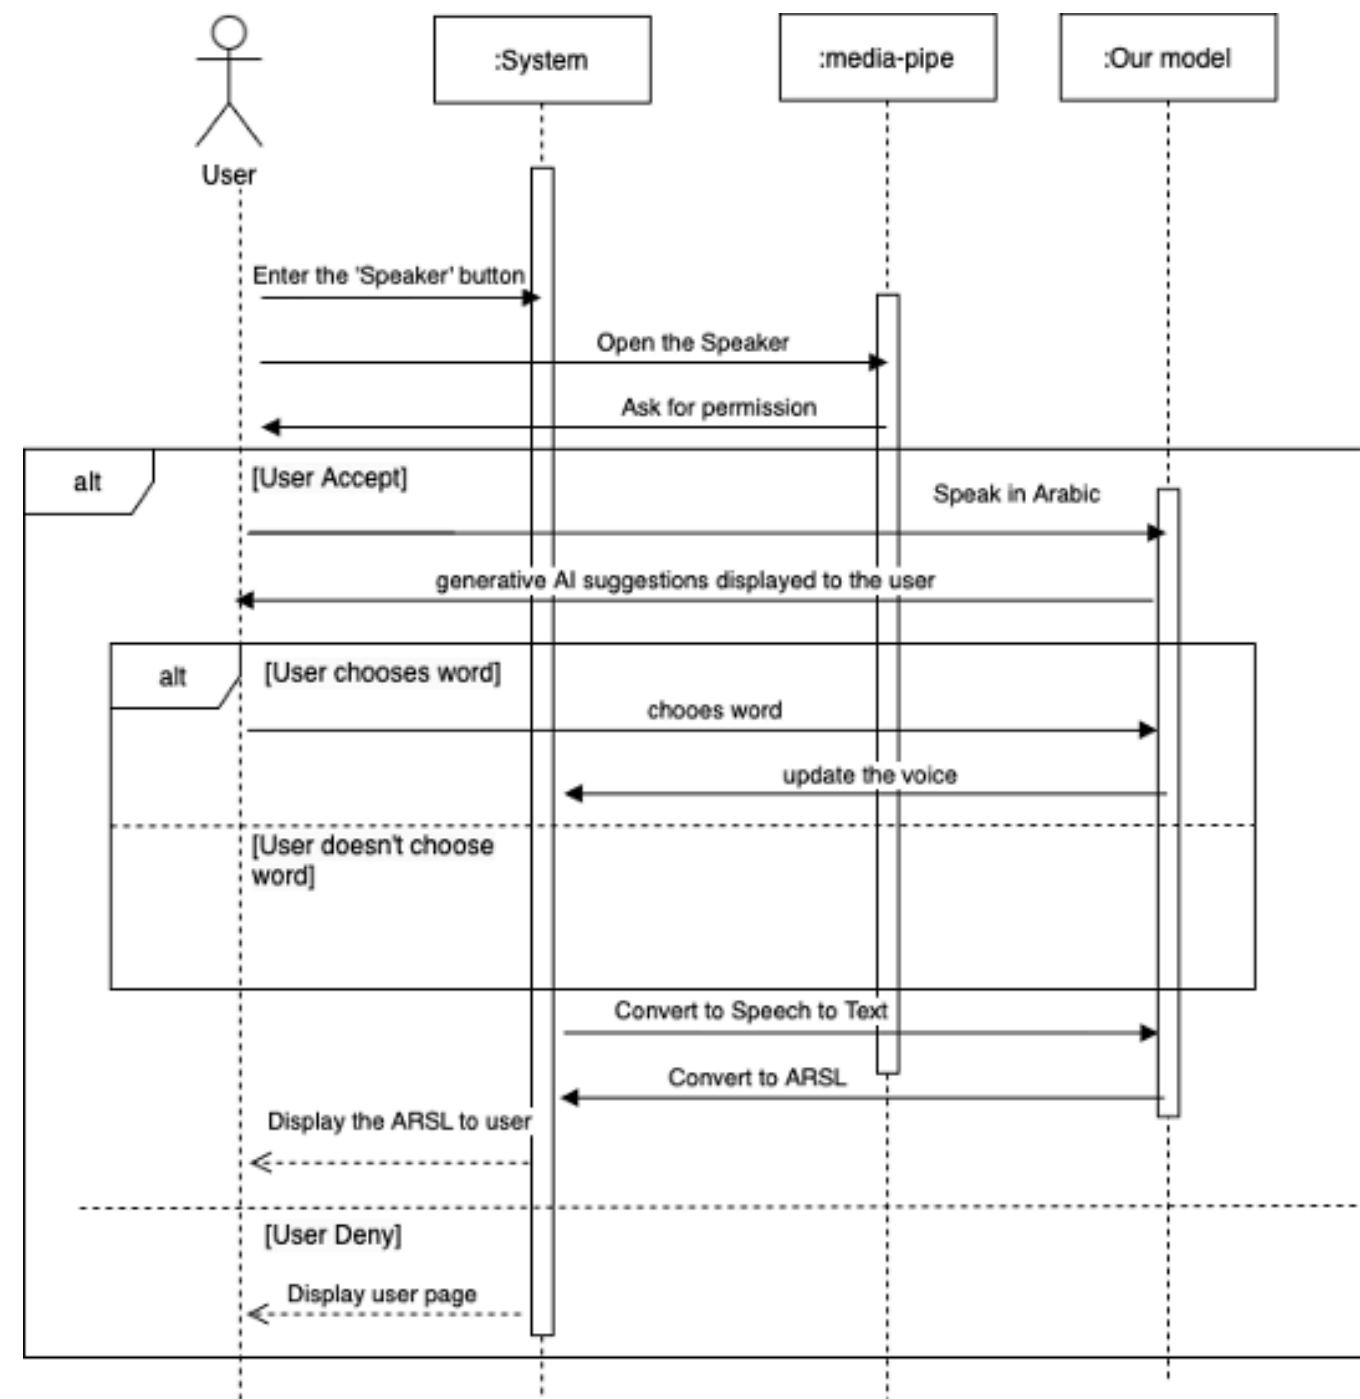 :System
:media-pipe
:Our model
User
Enter the 'Speaker' button
Open the Speaker
Ask for permission
alt
[User Accept]
Speak in Arabic
generative AI suggestions displayed to the user
alt
[User chooses word]
chooes word
update the voice
[User doesn't choose
word]
Convert to Speech to Text
Convert to ARSL
Display the ARSL to user
[User Deny]
Display user page